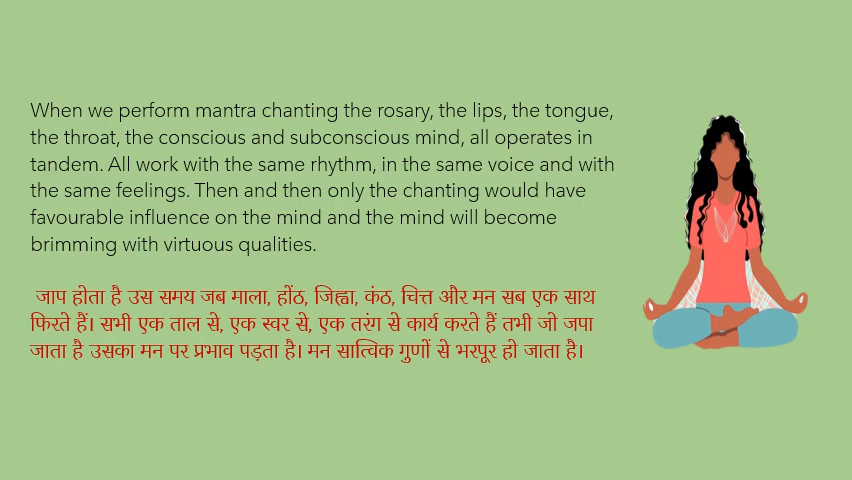 When we perform mantra chanting the rosary, the lips, the tongue,
the throat, the conscious and subconscious mind, all operates in
tandem. All work with the same rhythm, in the same voice and with
the same feelings. Then and then only the chanting would have
favourable influence on the mind and the mind will become
brimming with virtuous qualities.
जाप होता है उस समय जब माला, होंठ, जिह्वा, कंठ, चित्त और मन सब एक साथ
फिरते हैं। सभी एक ताल से, एक स्वर से, एक तरंग से कार्य करते हैं तभी जो जपा
जाता है उसका मन पर प्रभाव पड़ता है। मन सात्विक गुणों से भरपूर हो जाता है।